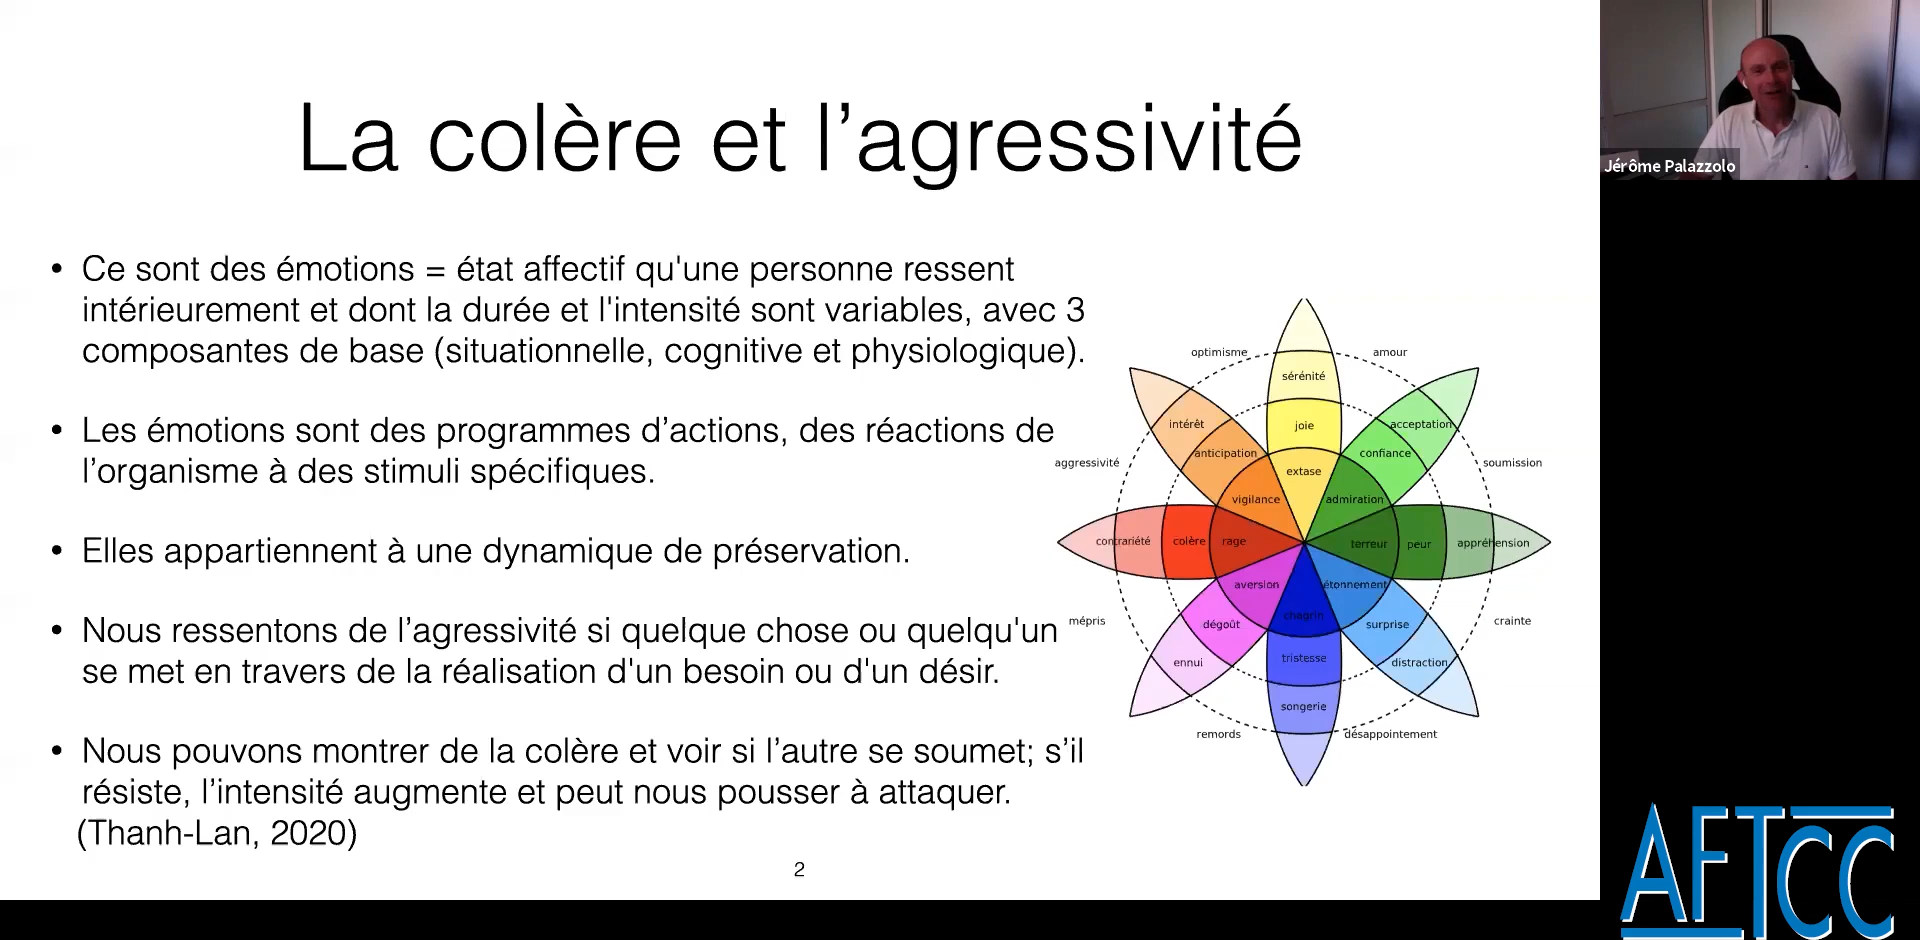 La colère et l’agressivité
• Ce sont des émotions = état affectif qu'une personne ressent
intérieurement et dont la durée et l'intensité sont variables, avec 3
composantes de base (situationnelle, cognitive et physiologique).
• Les émotions sont des programmes d’actions, des réactions de
l’organisme à des stimuli spécifiques.
• Elles appartiennent à une dynamique de préservation.
• Nous ressentons de l’agressivité si quelque chose ou quelqu'un
se met en travers de la réalisation d'un besoin ou d'un désir.
• Nous pouvons montrer de la colère et voir si l’autre se soumet; s’il
résiste, l’intensité augmente et peut nous pousser à attaquer.
(Thanh-Lan, 2020)
2
optimisme
amour
sérénité
intérêt
joie
acceptation
anticipation
confiance
aggressivité
extase
soumission
vigilance
admiration
contrariété
colère
rage
terreur
peur
appréhension
aversion
étonnement
mépris
dégoût
chagrin
surprise
crainte
ennui
tristesse
distraction
songerie
remords
désappointement
Jérôme Palazzolo
AFTCC